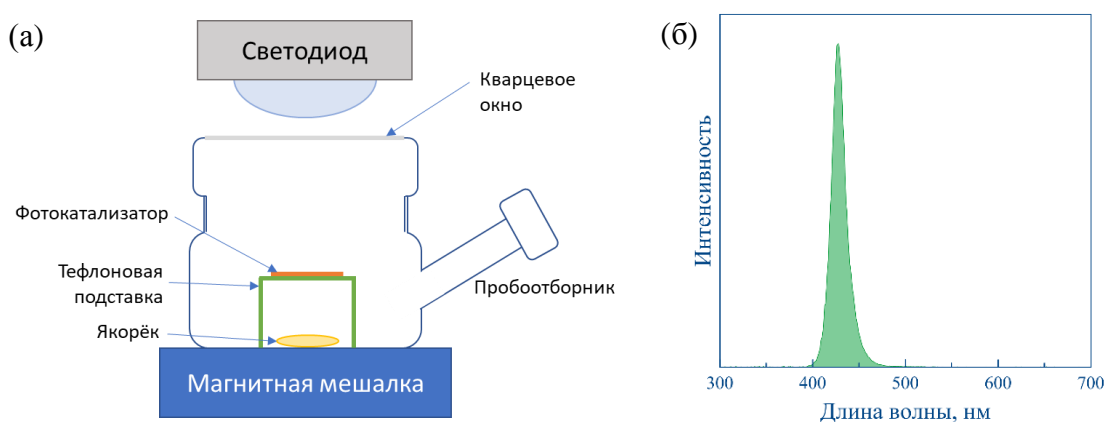 (а)
Светодиод
Кварцевое
окно
Фотокатализатор
Тефлоновая
подставка
Пробоотборник
Якорёк
Магнитная мешалка
(б)
Интенсивность
300 400 500 600 700
Длина волны, нм